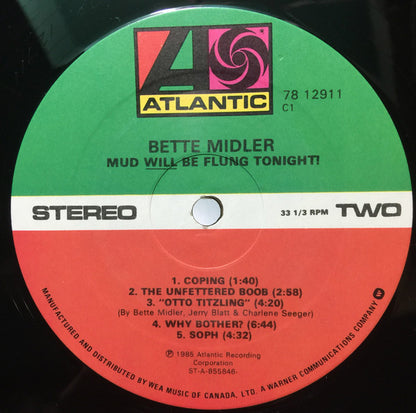 ATLANTIC
78 12911
C1
BETTE MIDLER
MUD WILL BE FLUNG TONIGHT!
STEREO
33 1/3 RPM
TWO
1. COPING (1:40)
2. THE UNFETTERED BOOB (2:58)
3. "OTTO TITZLING" (4:20)
(By Bette Midler, Jerry Blatt & Charlene Seeger)
4. WHY BOTHER? (6:44)
5. SOPH (4:32)
℗ 1985 Atlantic Recording
Corporation
ST-A-855846-
MANUFACTURED AND DISTRIBUTED BY WEA MUSIC OF CANADA, LTD. A WARNER COMMUNICATIONS COMPANY